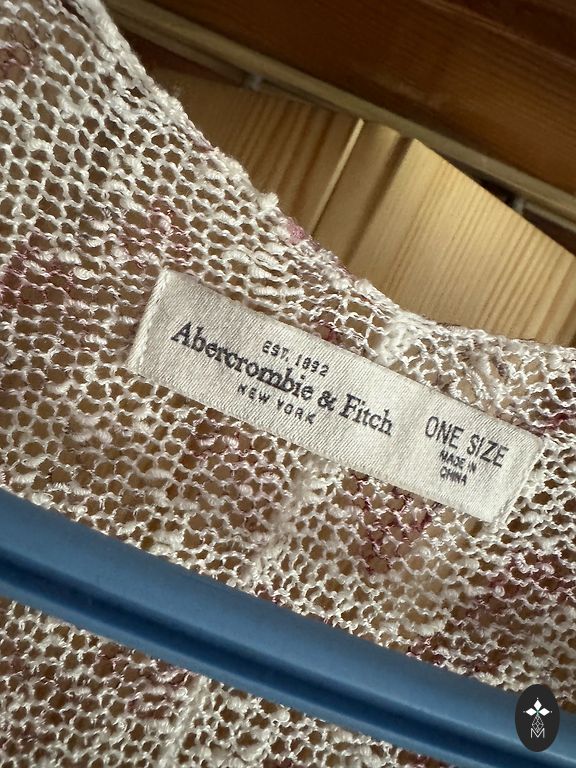 EST. 1892
Abercrombie & Fitch
NEW YORK
ONE SIZE
MADE IN
CHINA
M